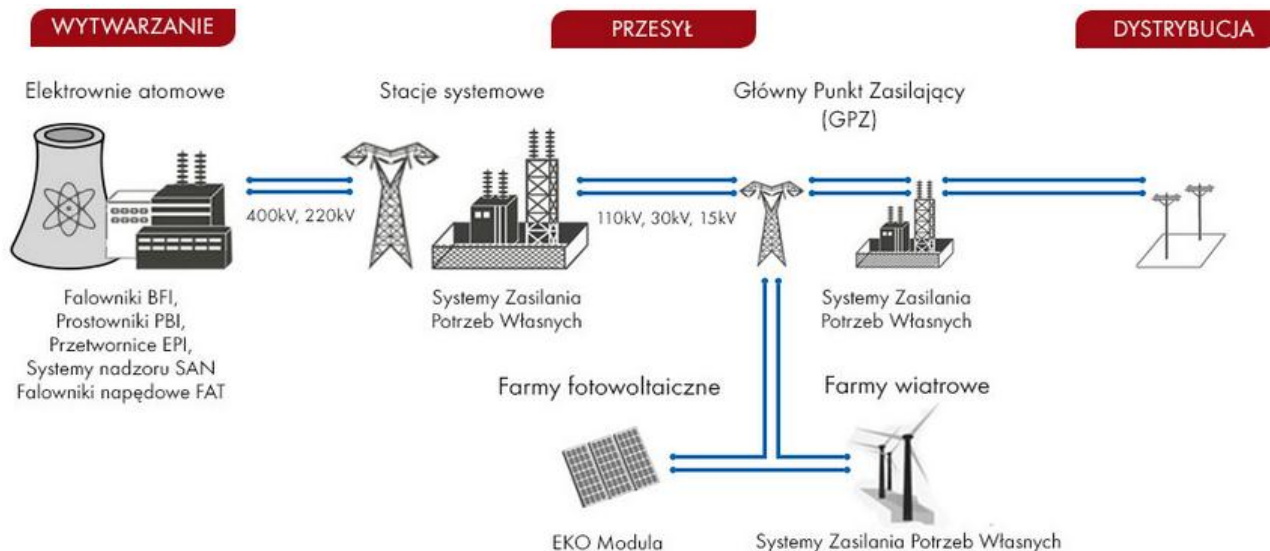 WYTWARZANIE
PRZESYŁ
DYSTRYBUCJA
Elektrownie atomowe
Stacje systemowe
Główny Punkt Zasilający
(GPZ)
400kV, 220kV
110kV, 30kV, 15kV
Falowniki BFI,
Prostowniki PBI,
Przetwornice EPI,
Systemy nadzoru SAN
Falowniki napędowe FAT
Systemy Zasilania
Potrzeb Własnych
Systemy Zasilania
Potrzeb Własnych
Farmy fotowoltaiczne
Farmy wiatrowe
EKO Modula
Systemy Zasilania Potrzeb Własnych